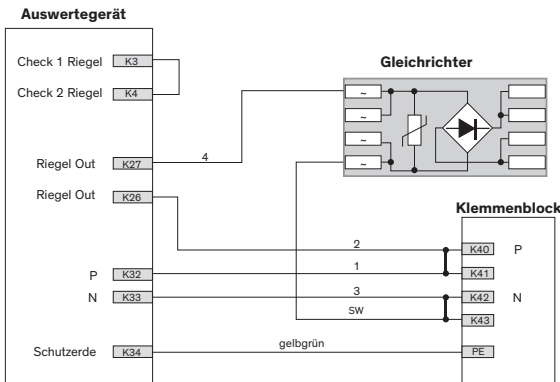 Auswertegerät
Check 1 Riegel K3
Check 2 Riegel K4
Gleichrichter
~
~
~
~
Riegel Out K27 4
Riegel Out K26
Klemmenblock
2 K40 P
P K32 1 K41
N K33 3 K42 N
SW K43
Schutzerde K34 gelbgrün PE